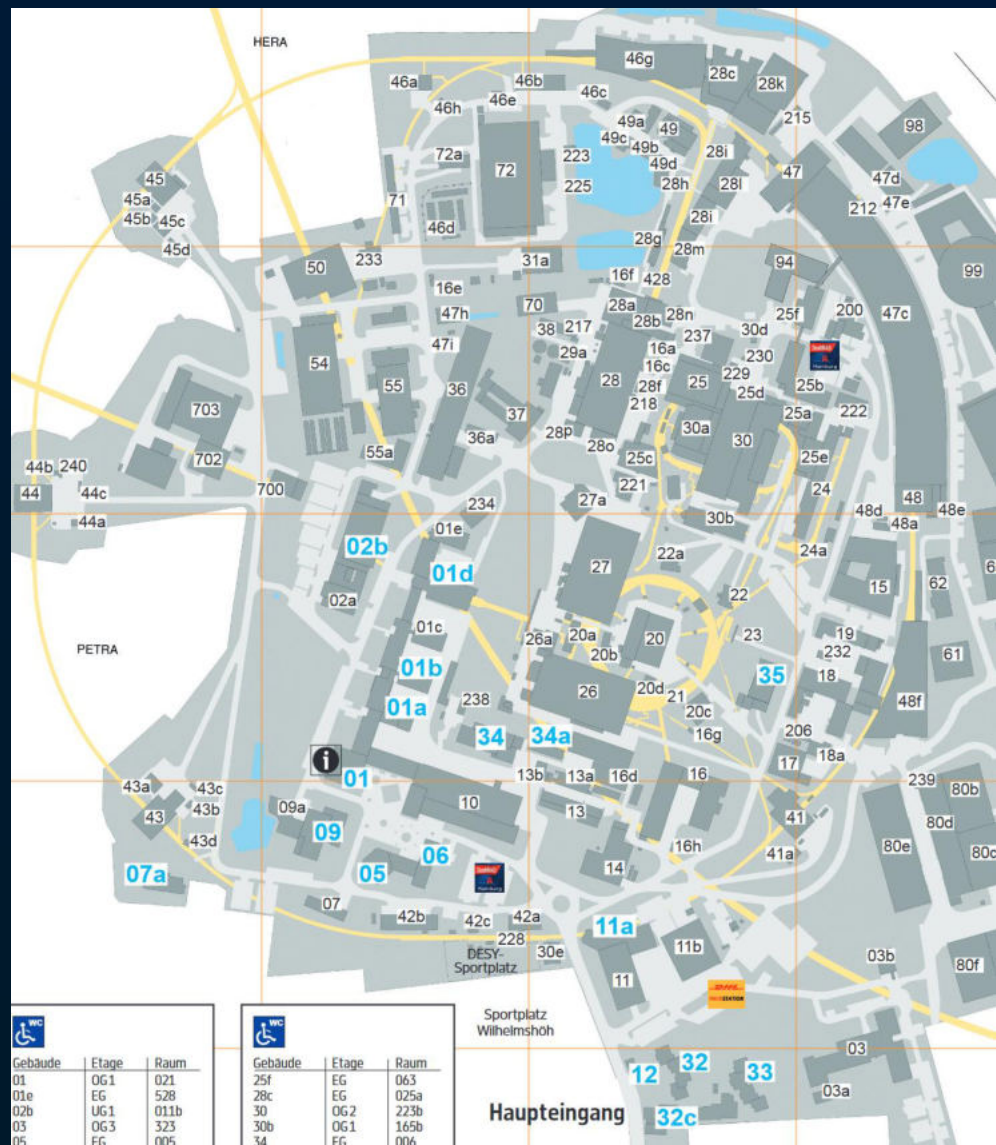 HERA
46g
28c
28k
46a
46b
46c
46e
46h
215
98
49a
49
49c
49b
28i
72a
72
223
49d
47
47d
45
225
28h
28l
47e
45a
71
212
45b
45c
46d
28i
45d
28g
28m
233
31a
94
99
50
16f
428
16e
70
28a
28n
25f
200
47c
47h
38
217
28b
237
30d
47i
29a
16a
230
54
36
16c
229
55
28
28f
25
25d
25b
703
37
218
25a
222
36a
28p
30a
30
55a
28o
25c
25e
702
44b
240
221
24
700
44
44c
27a
48
234
48d
48e
44a
30b
48a
01e
02b
22a
24a
01d
27
15
62
02a
22
01c
26a
20a
20
23
19
20b
232
61
PETRA
01b
35
18
26
20d
21
238
01a
20c
48f
34
34a
16g
206
18a
01
13b
13a
16d
16
17
239
43a
43c
80b
09a
10
43b
13
41
43
09
80d
43d
06
16h
80e
41a
80c
07a
05
14
07
42b
42c
42a
11a
228
11b
DESY-
Sportplatz
30e
03b
80f
11
Sportplatz
Wilhelmshöh
WC
Gebäude Etage Raum
01 OG1 021
01e EG 528
02b UG1 011b
03 OG3 323
05 EG 005
WC
Gebäude Etage Raum
25f EG 063
28c EG 025a
30 OG2 223b
30b OG1 165b
34 EG 006
03
12
32
33
03a
Haupteingang
32c